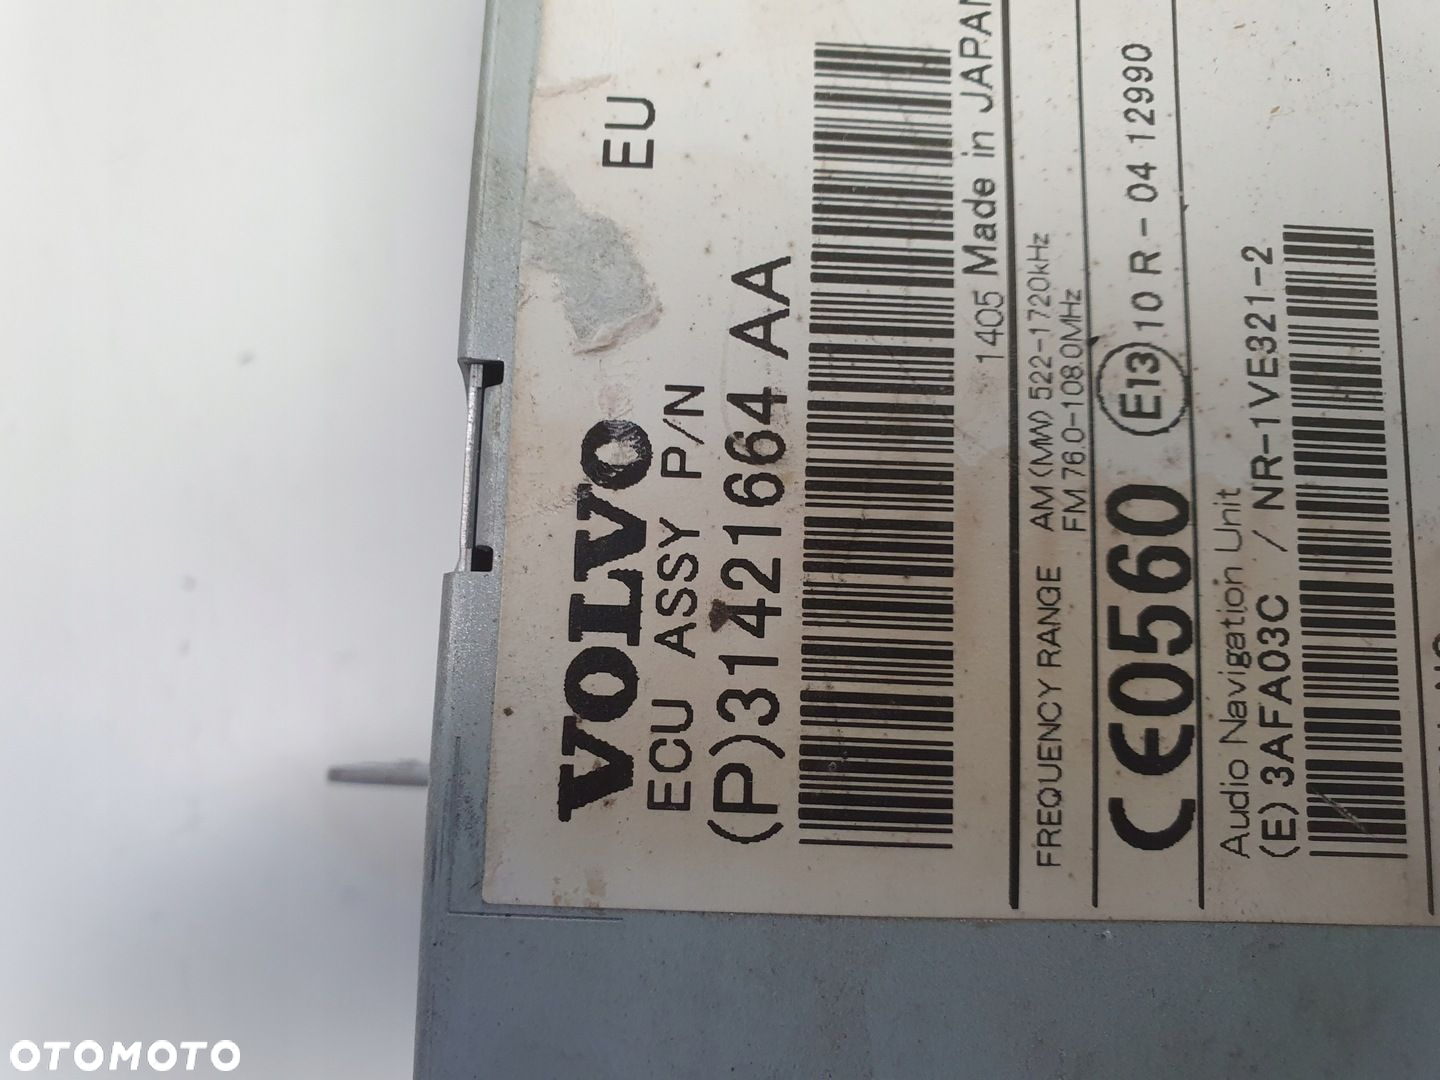 VOLVO
EU
ECU ASSY P/N
(P)31421664 AA
1405 Made in JAPAN
FREQUENCY RANGE AM(MW) 522-1720kHz
FM 76.0-108.0MHz
CE0560 E13 10 R - 04 12990
Audio Navigation Unit
(E) 3AFA03C / NR-1VE321-2
OTOMOTO